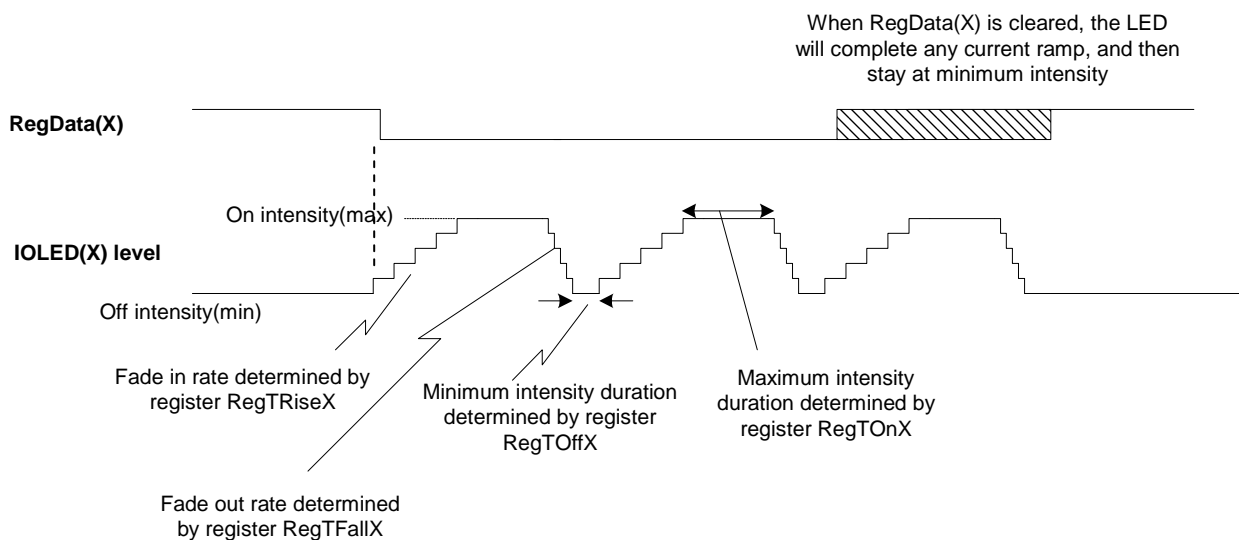 When RegData(X) is cleared, the LED
will complete any current ramp, and then
stay at minimum intensity
RegData(X)
On intensity(max)
IOLED(X) level
Off intensity(min)
Fade in rate determined by
register RegTRiseX
Minimum intensity duration
determined by register
RegTOffX
Maximum intensity
duration determined by
register RegTOnX
Fade out rate determined
by register RegTFallX